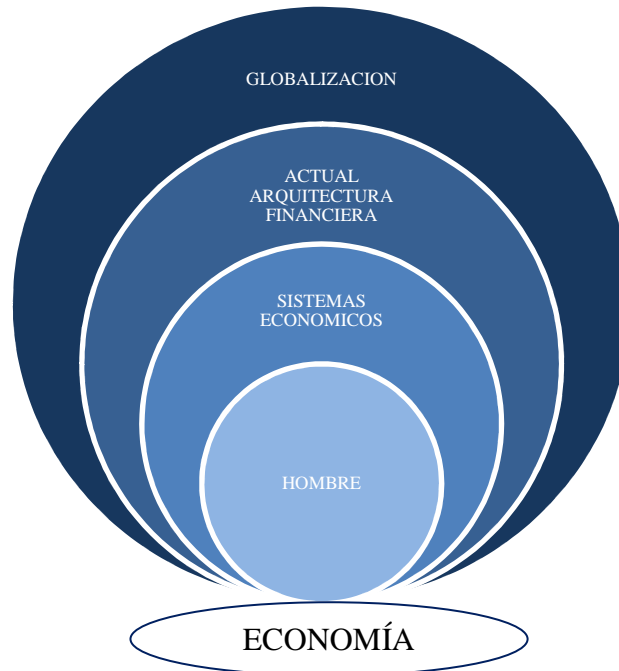 GLOBALIZACION
ACTUAL
ARQUITECTURA
FINANCIERA
SISTEMAS
ECONOMICOS
HOMBRE
ECONOMÍA